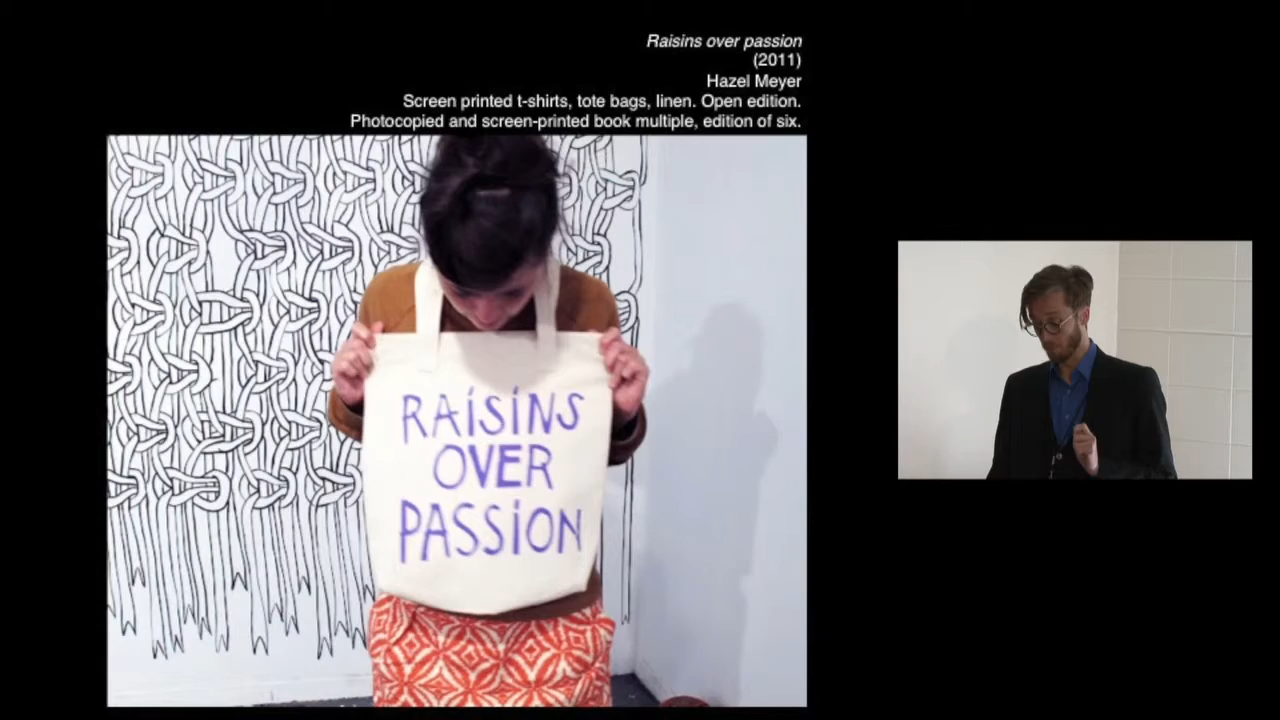 Raisins over passion
(2011)
Hazel Meyer
Screen printed t-shirts, tote bags, linen. Open edition.
Photocopied and screen-printed book multiple, edition of six.
RAiSiNS
OVER
PASSiON